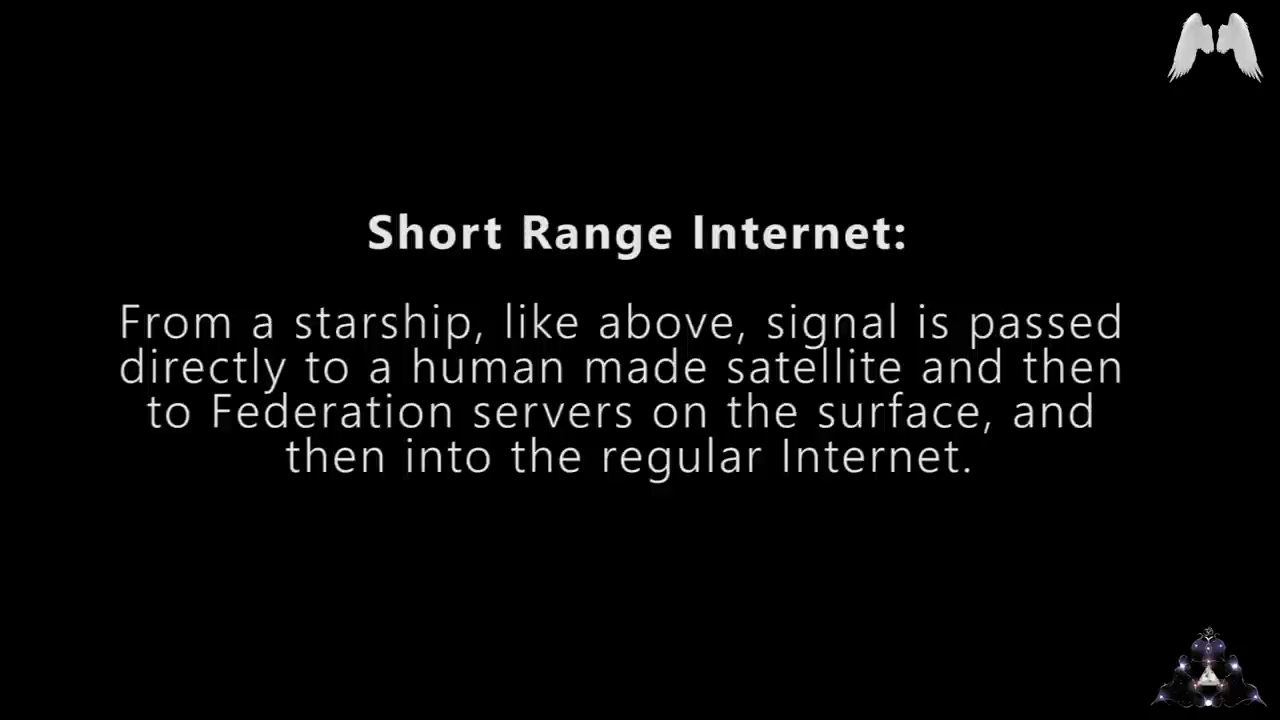 Short Range Internet:
From a starship, like above, signal is passed
directly to a human made satellite and then
to Federation servers on the surface, and
then into the regular Internet.